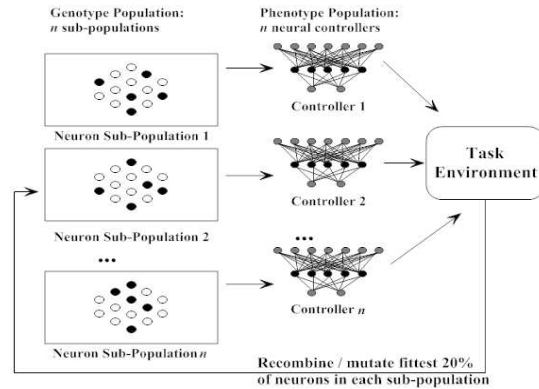 Genotype Population:
n sub-populations
Phenotype Population:
n neural controllers
Controller 1
Neuron Sub-Population 1
Task
Environment
Controller 2
Neuron Sub-Population 2
...
...
Controller n
Neuron Sub-Population n
Recombine / mutate fittest 20%
of neurons in each sub-population